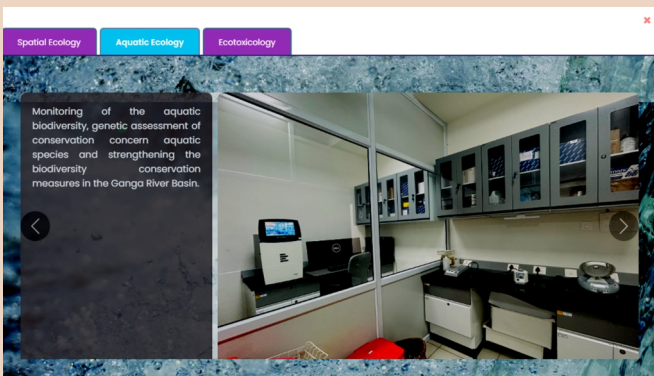 Spatial Ecology
Aquatic Ecology
Ecotoxicology
Monitoring of the aquatic
biodiversity, genetic assessment of
conservation concern aquatic
species and strengthening the
biodiversity conservation
measures in the Ganga River Basin.